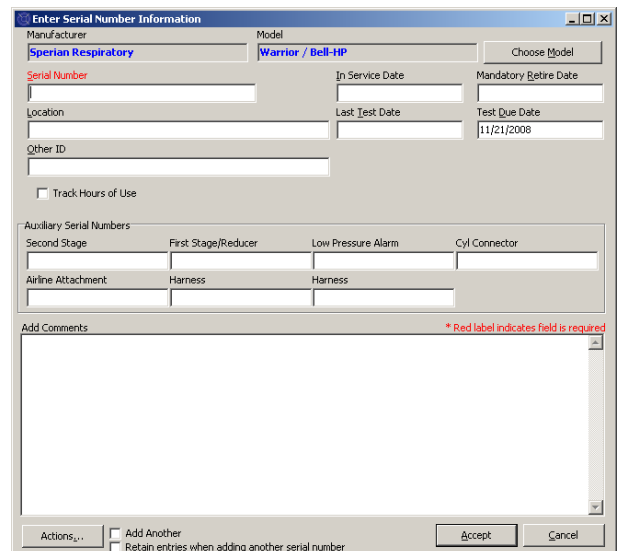 Enter Serial Number Information
Manufacturer Model
Sperian Respiratory Warrior / Bell-HP Choose Model
Serial Number In Service Date Mandatory Retire Date
Location Last Test Date Test Due Date
11/21/2008
Other ID
Track Hours of Use
Auxiliary Serial Numbers
Second Stage First Stage/Reducer Low Pressure Alarm Cyl Connector
Airline Attachment Harness Harness
Add Comments * Red label indicates field is required
Actions... Add Another Accept Cancel
Retain entries when adding another serial number